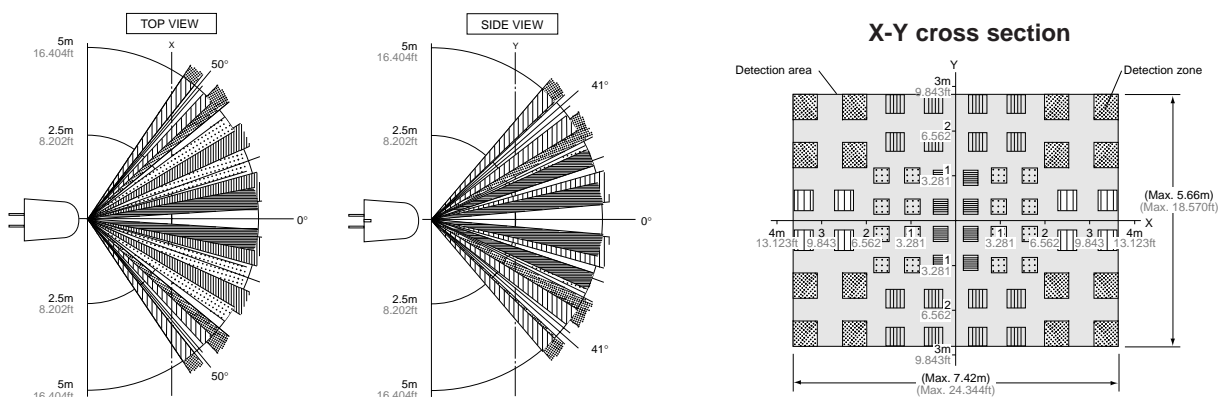 TOP VIEW
5m
16.404ft
X
50°
2.5m
8.202ft
0°
2.5m
8.202ft
5m
16.404ft
50°
SIDE VIEW
5m
16.404ft
Y
41°
2.5m
8.202ft
0°
2.5m
8.202ft
5m
16.404ft
41°
X-Y cross section
Detection area
Y
Detection zone
3m
9.843ft
2
6.562
1
3.281
(Max. 5.66m)
(Max. 18.570ft)
X
4m 3 2 1 1 2 3 4m
13.123ft 9.843 6.562 3.281 3.281 6.562 9.843 13.123ft
1
3.281
2
6.562
3m
9.843ft
(Max. 7.42m)
(Max. 24.344ft)